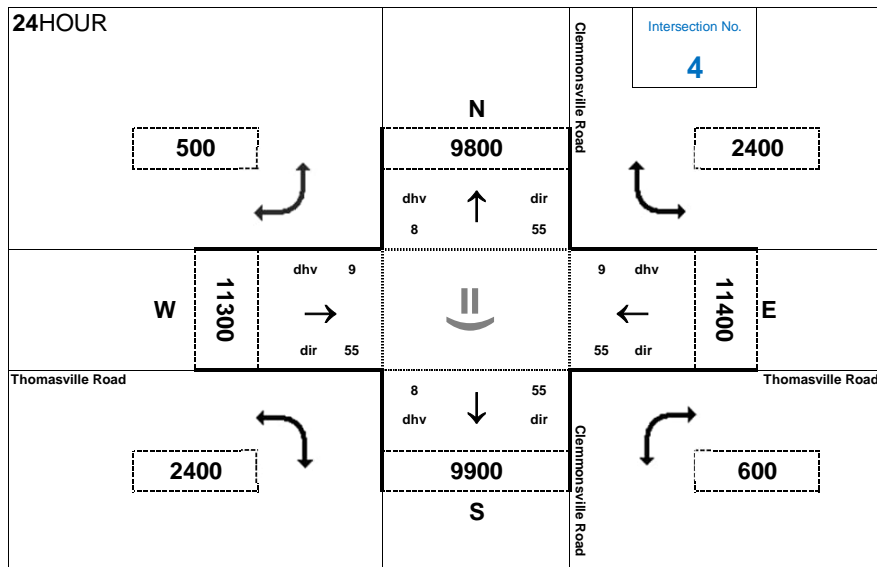 24HOUR
Intersection No.
4
Clemmonsville Road
N
500
9800
2400
dhv dir
8 55
W
11300
dhv 9
dir 55
9 dhv
55 dir
11400
E
Thomasville Road
Thomasville Road
8 55
dhv dir
2400
9900
600
S
Clemmonsville Road